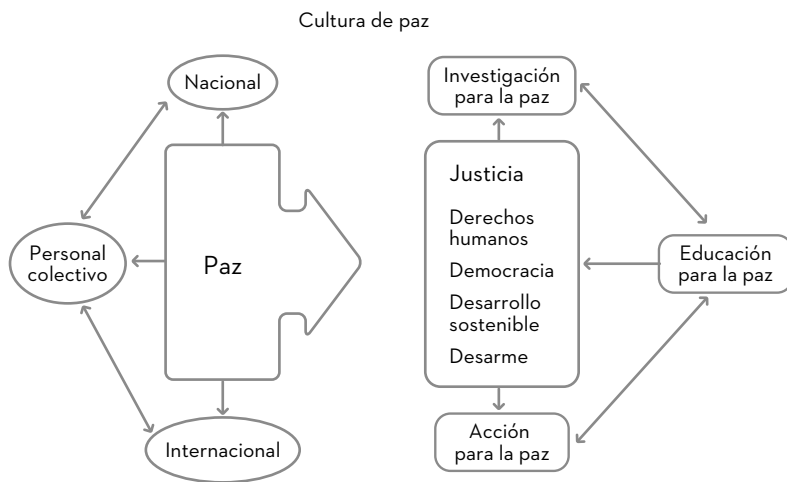 Cultura de paz
Nacional
Personal
colectivo
Paz
Internacional
Investigación
para la paz
Justicia
Derechos
humanos
Democracia
Desarrollo
sostenible
Desarme
Educación
para la paz
Acción
para la paz